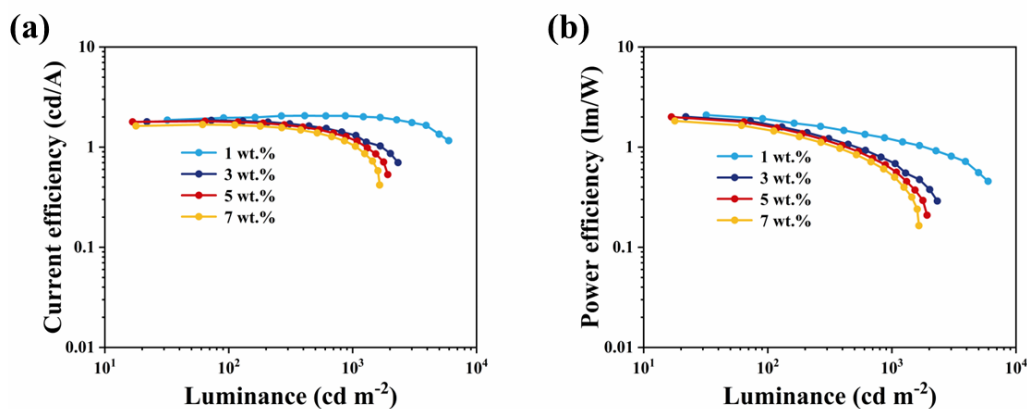 (a)
10
1
0.1
0.01
Current efficiency (cd/A)
1 wt.%
3 wt.%
5 wt.%
7 wt.%
10¹ 10² 10³ 10⁴
Luminance (cd m⁻²)
(b)
10
1
0.1
0.01
Power efficiency (lm/W)
1 wt.%
3 wt.%
5 wt.%
7 wt.%
10¹ 10² 10³ 10⁴
Luminance (cd m⁻²)